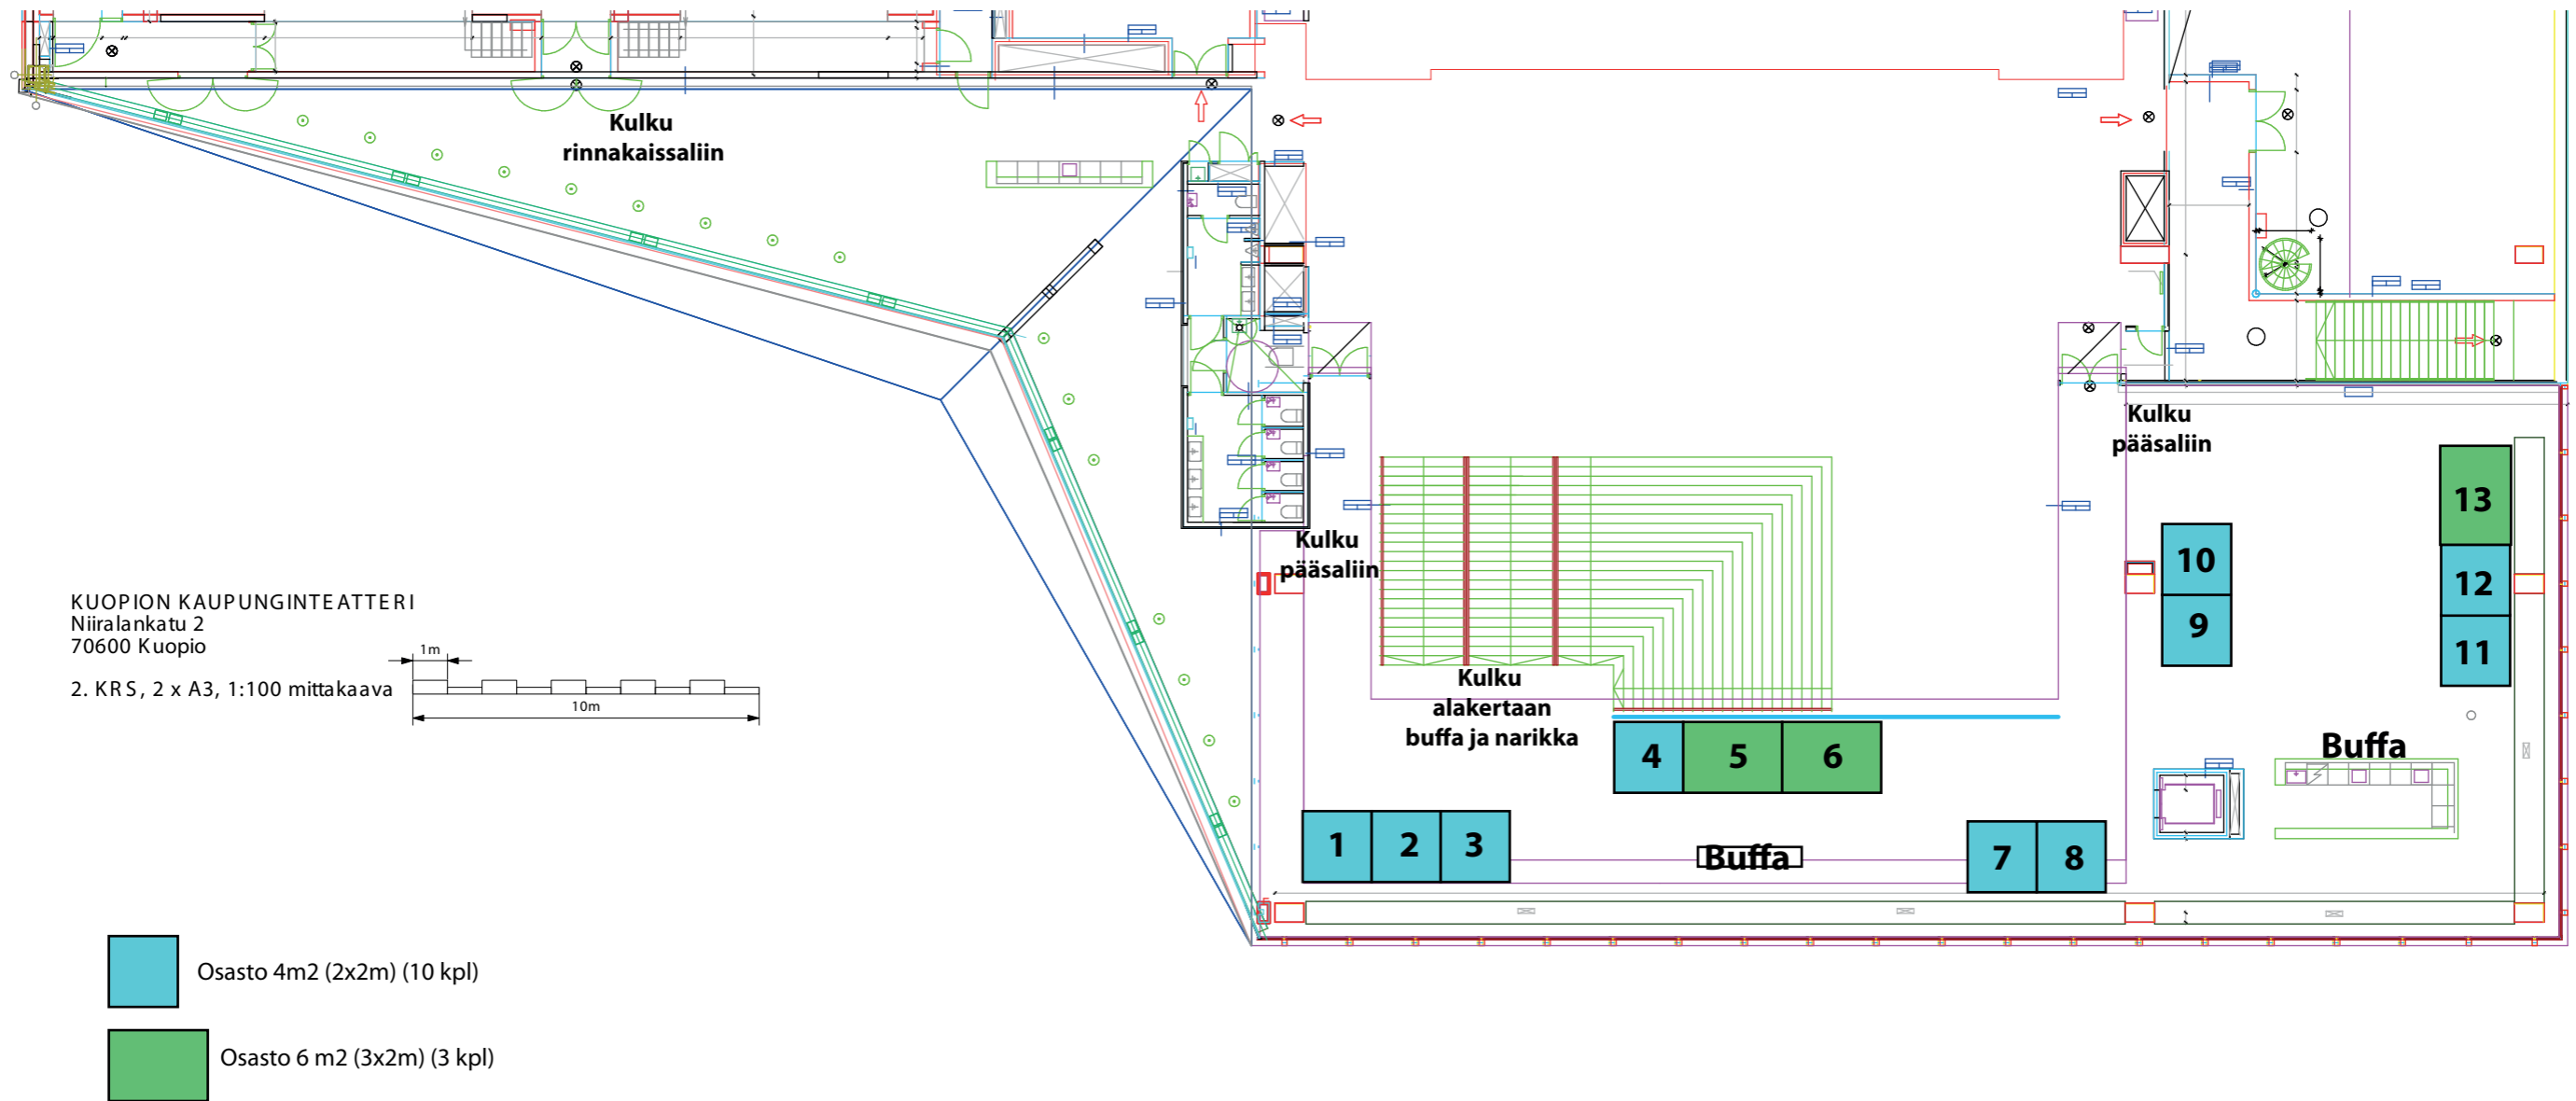 Kulku
rinnakaissaliin
Kulku
pääsaliin
Kulku
pääsaliin
KUOPION KAUPUNGINTEATTERI
Niiralankatu 2
70600 Kuopio
2. KRS, 2 x A3, 1:100 mittakaava
1m
10m
Kulku
alakertaan
buffa ja narikka
13
12
11
10
9
4 5 6
Buffa
1 2 3
Buffa
7 8
Osasto 4m2 (2x2m) (10 kpl)
Osasto 6 m2 (3x2m) (3 kpl)